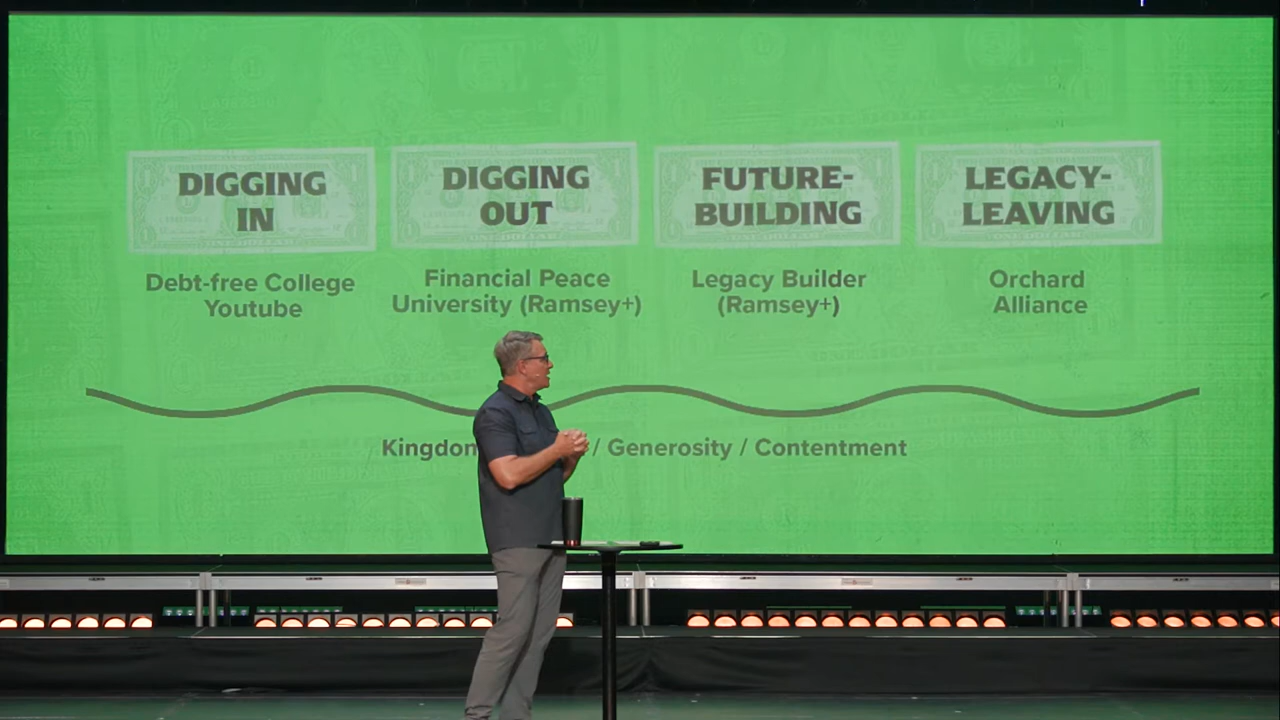 DIGGING
IN
DIGGING
OUT
FUTURE-
BUILDING
LEGACY-
LEAVING
Debt-free College
Youtube
Financial Peace
University (Ramsey+)
Legacy Builder
(Ramsey+)
Orchard
Alliance
/ Generosity / Contentment